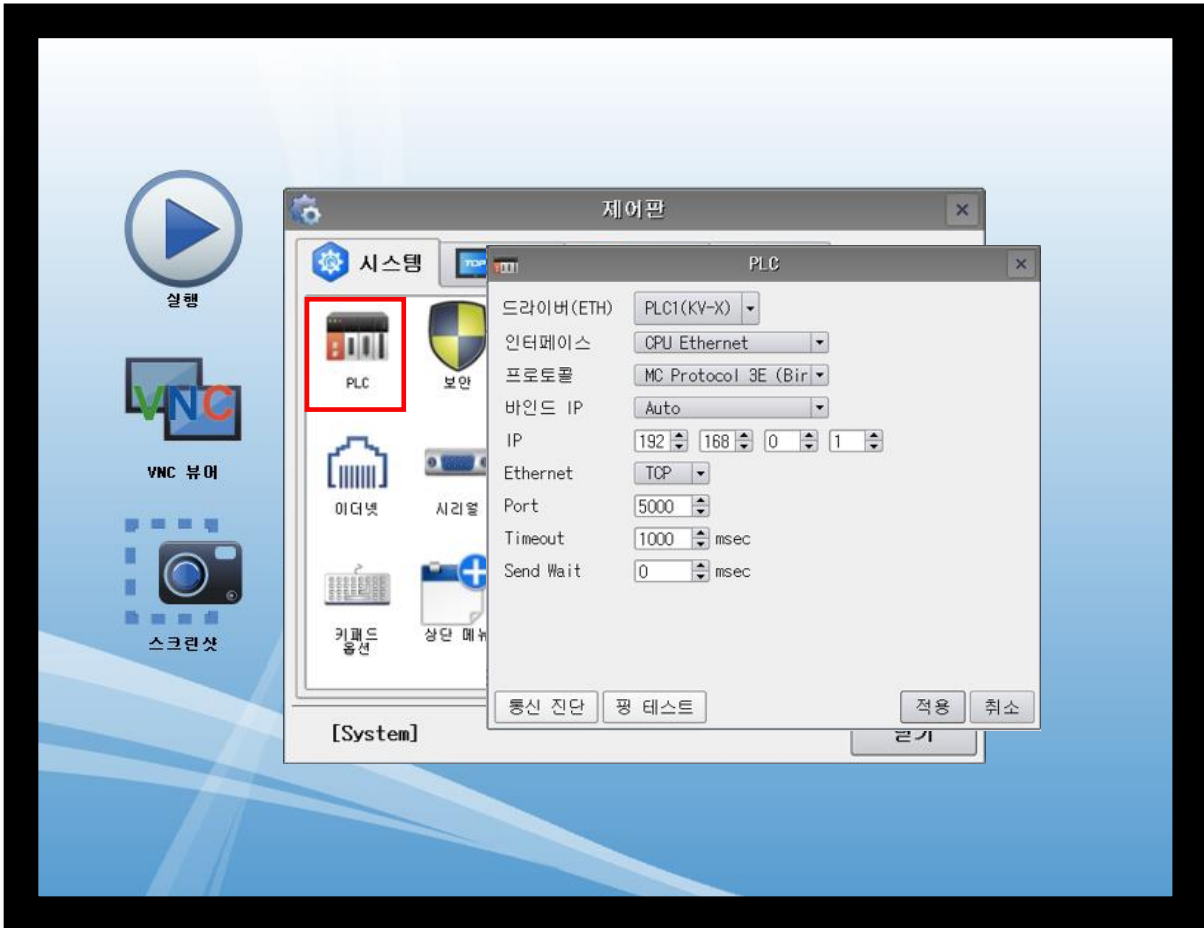 실행
VNC
VNC 뷰어
스크린샷
제어판
시스템
TOP
PLC
보안
이더넷
시리얼
키패드
옵션
상단 메뉴
[System]
닫기
PLC
드라이버(ETH) PLC1(KV-X)
인터페이스 CPU Ethernet
프로토콜 MC Protocol 3E (Bir
바인드 IP Auto
IP 192 168 0 1
Ethernet TCP
Port 5000
Timeout 1000 msec
Send Wait 0 msec
통신 진단 핑 테스트 적용 취소